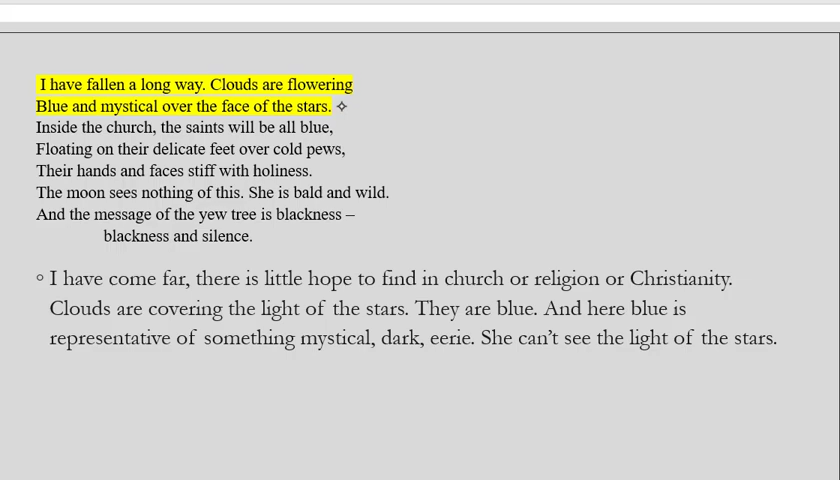 I have fallen a long way. Clouds are flowering
Blue and mystical over the face of the stars. ✧
Inside the church, the saints will be all blue,
Floating on their delicate feet over cold pews,
Their hands and faces stiff with holiness.
The moon sees nothing of this. She is bald and wild.
And the message of the yew tree is blackness –
blackness and silence.
◦ I have come far, there is little hope to find in church or religion or Christianity.
Clouds are covering the light of the stars. They are blue. And here blue is
representative of something mystical, dark, eerie. She can’t see the light of the stars.